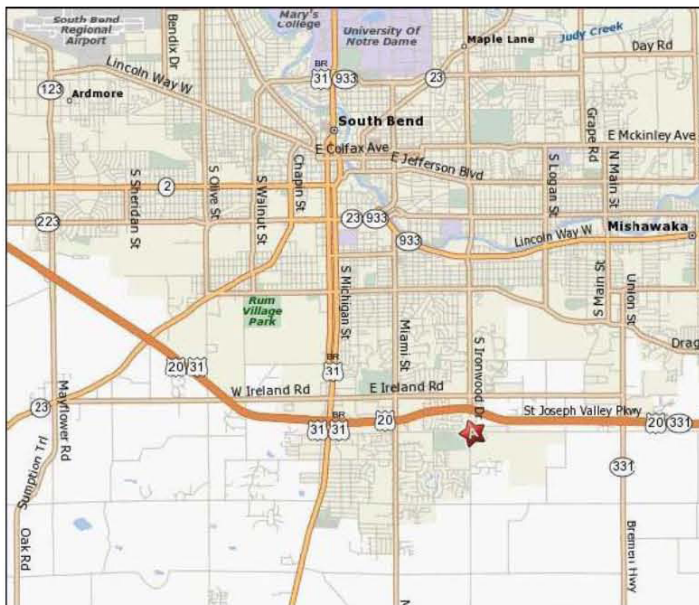 South Bend
Regional
Airport
Bendix Dr
Mary's
College
University Of
Notre Dame
Maple Lane
Judy Creek
Day Rd
Lincoln Way W
BR
31
933
23
123
Ardmore
Grape Rd
South Bend
E Mckinley Ave
E Colfax Ave
E Jefferson Blvd
S Sheridan St
2
S Olive St
S Walnut St
Chapin St
S Logan St
N Main St
223
23
933
933
Lincoln Way W
Mishawaka
Rum
Village
Park
S Michigan St
Miami St
S Ironwood Dr
S Main St
Union St
Drag
BR
31
20
31
W Ireland Rd
E Ireland Rd
Mayflower Rd
23
BR
31
31
20
St Joseph Valley Pkwy
20
331
A
Sumption Trl
331
Oak Rd
Bremen Hwy